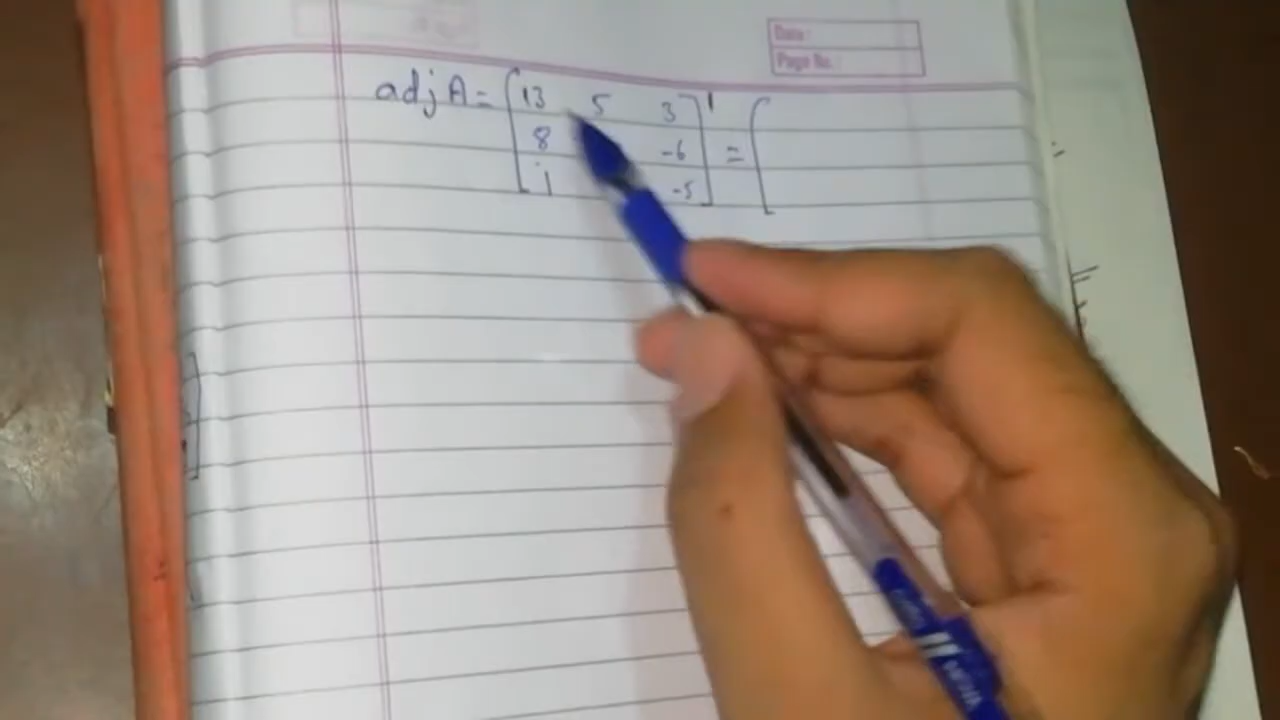 Date :
Page No. :
adj A = [13 5 3]' = [
8 -6
1 -5